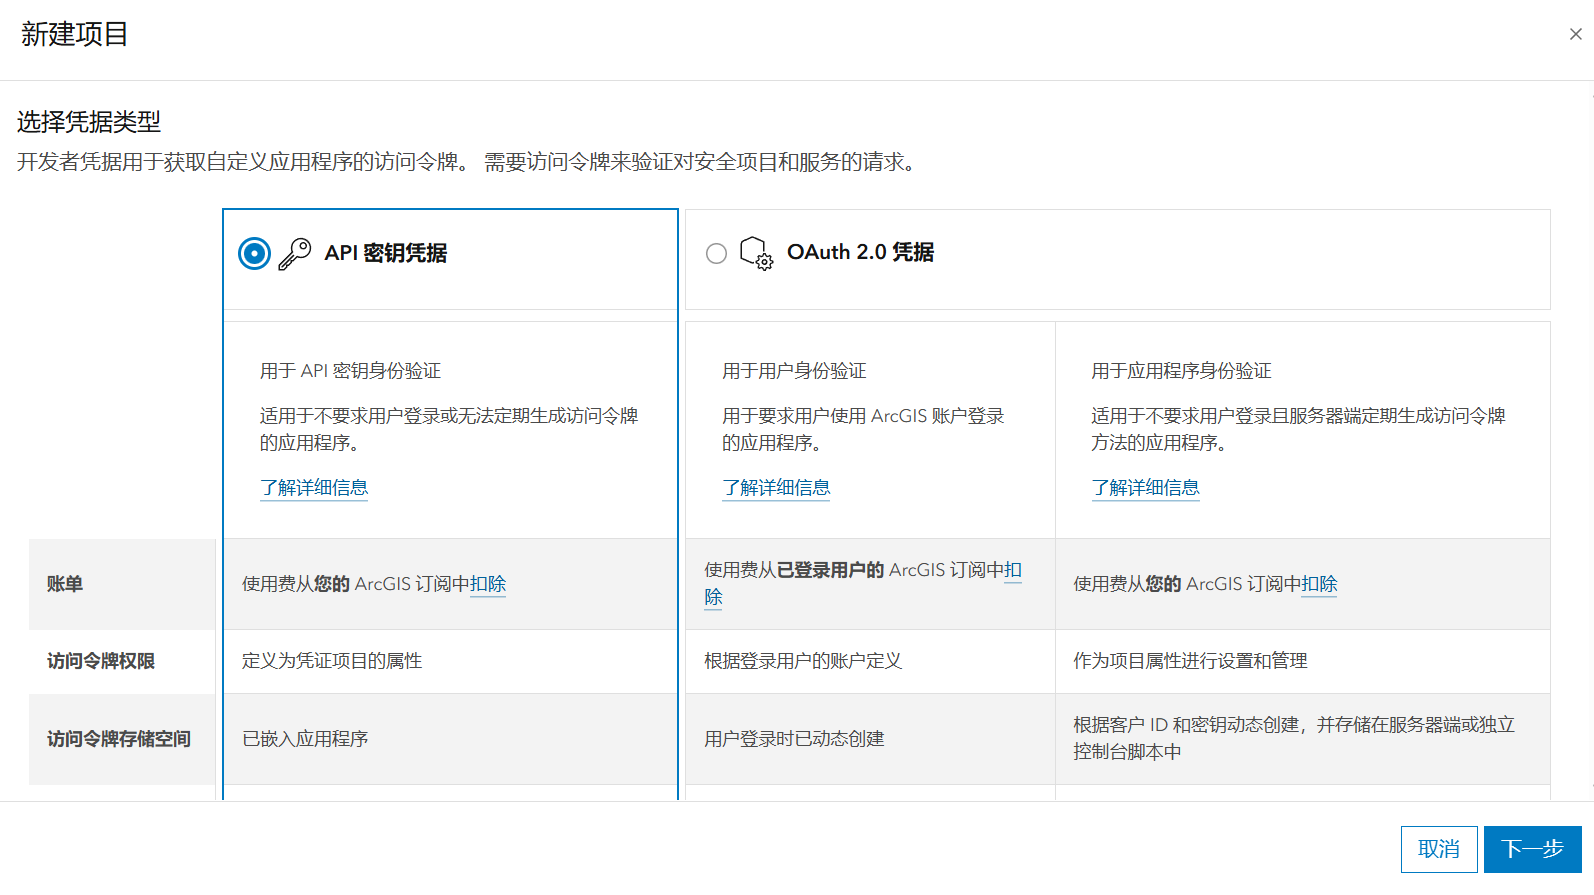 新建项目
选择凭据类型
开发者凭据用于获取自定义应用程序的访问令牌。 需要访问令牌来验证对安全项目和服务的请求。
API 密钥凭据
OAuth 2.0 凭据
用于 API 密钥身份验证
适用于不要求用户登录或无法定期生成访问令牌
的应用程序。
了解详细信息
用于用户身份验证
用于要求用户使用 ArcGIS 账户登录
的应用程序。
了解详细信息
用于应用程序身份验证
适用于不要求用户登录且服务器端定期生成访问令牌
方法的应用程序。
了解详细信息
账单
使用费从您的 ArcGIS 订阅中扣除
使用费从已登录用户的 ArcGIS 订阅中扣
除
使用费从您的 ArcGIS 订阅中扣除
访问令牌权限
定义为凭证项目的属性
根据登录用户的账户定义
作为项目属性进行设置和管理
访问令牌存储空间
已嵌入应用程序
用户登录时已动态创建
根据客户 ID 和密钥动态创建，并存储在服务器端或独立
控制台脚本中
取消
下一步